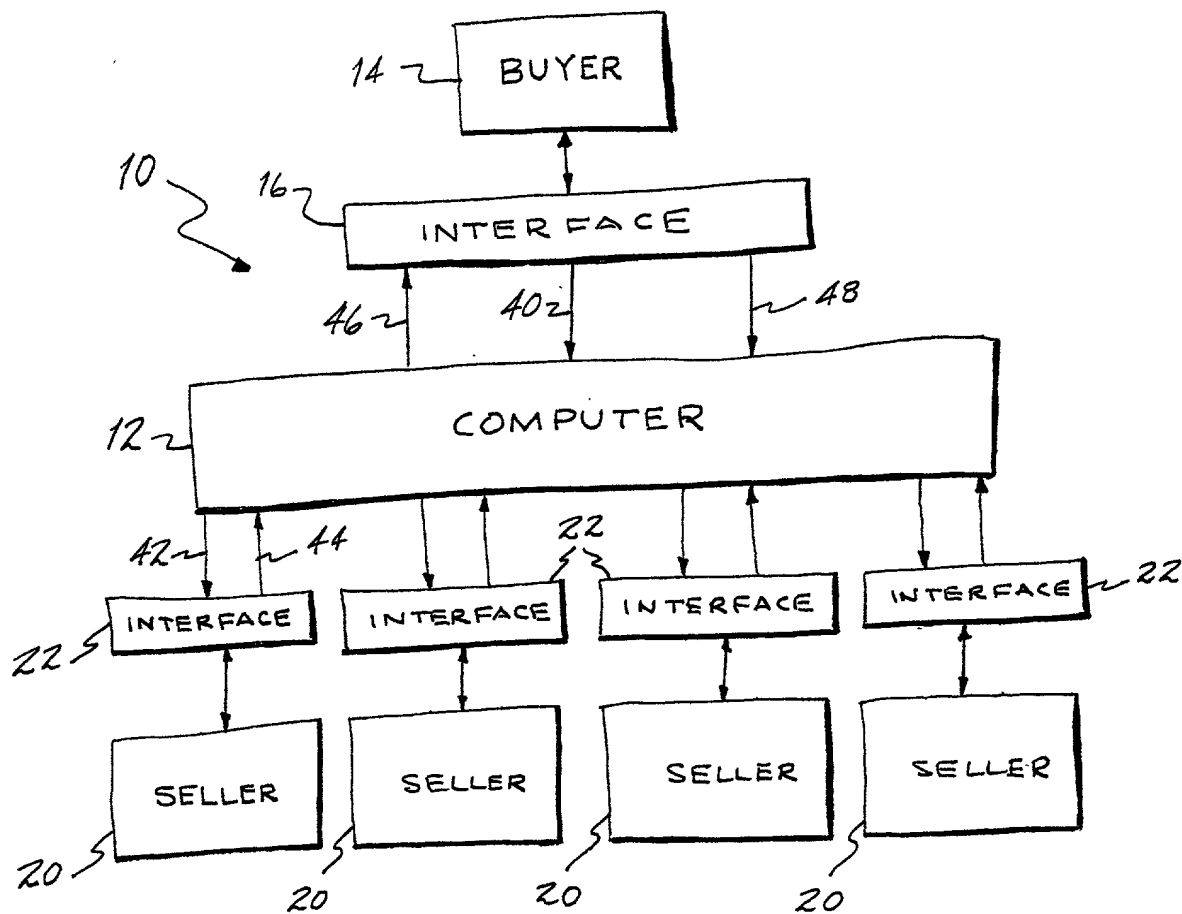 14 BUYER
10
16 INTERFACE
46 40 48
12 COMPUTER
42 44 22
INTERFACE INTERFACE INTERFACE INTERFACE 22
22
SELLER SELLER SELLER SELLER
20 20 20 20